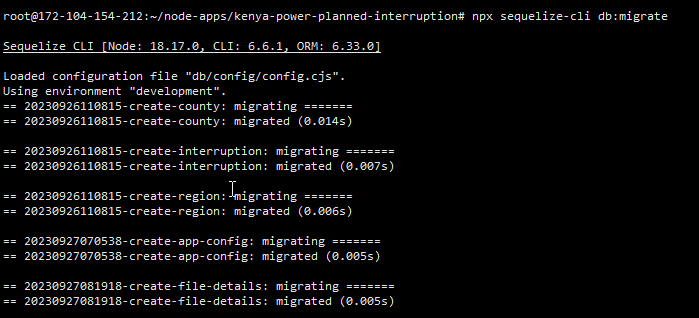 root@172-104-154-212:~/node-apps/kenya-power-planned-interruption# npx sequelize-cli db:migrate
Sequelize CLI [Node: 18.17.0, CLI: 6.6.1, ORM: 6.33.0]
Loaded configuration file "db/config/config.cjs".
Using environment "development".
== 20230926110815-create-county: migrating =======
== 20230926110815-create-county: migrated (0.014s)
== 20230926110815-create-interruption: migrating =======
== 20230926110815-create-interruption: migrated (0.007s)
== 20230926110815-create-region: migrating =======
== 20230926110815-create-region: migrated (0.006s)
== 20230927070538-create-app-config: migrating =======
== 20230927070538-create-app-config: migrated (0.005s)
== 20230927081918-create-file-details: migrating =======
== 20230927081918-create-file-details: migrated (0.005s)